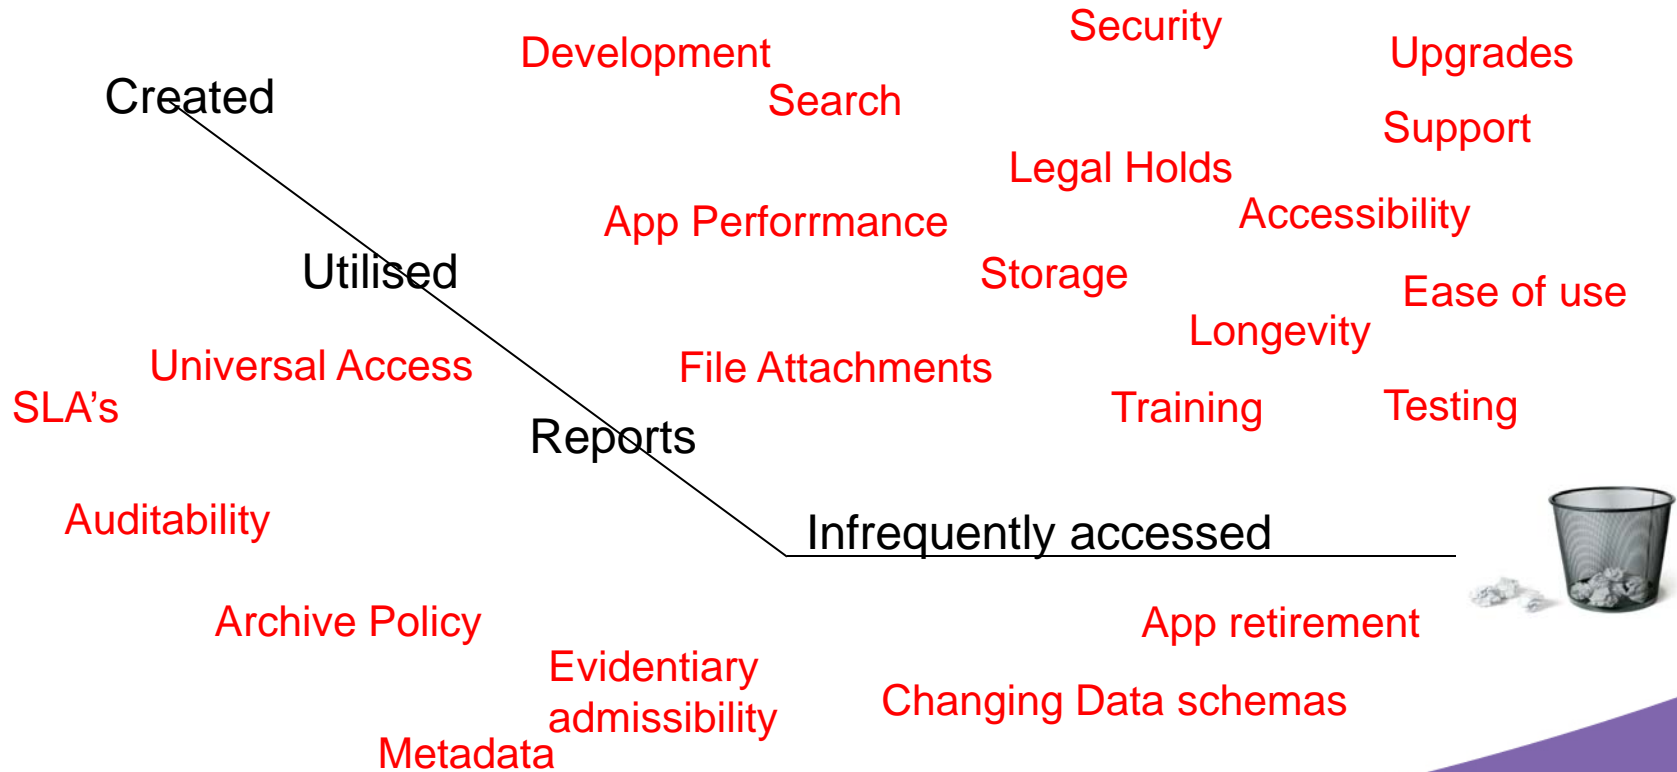 Security
Development
Upgrades
Created
Search
Support
Legal Holds
App Perforrmance
Accessibility
Utilised
Storage
Ease of use
Longevity
Universal Access
File Attachments
SLA’s
Training
Testing
Reports
Auditability
Infrequently accessed
Archive Policy
App retirement
Evidentiary
admissibility
Changing Data schemas
Metadata